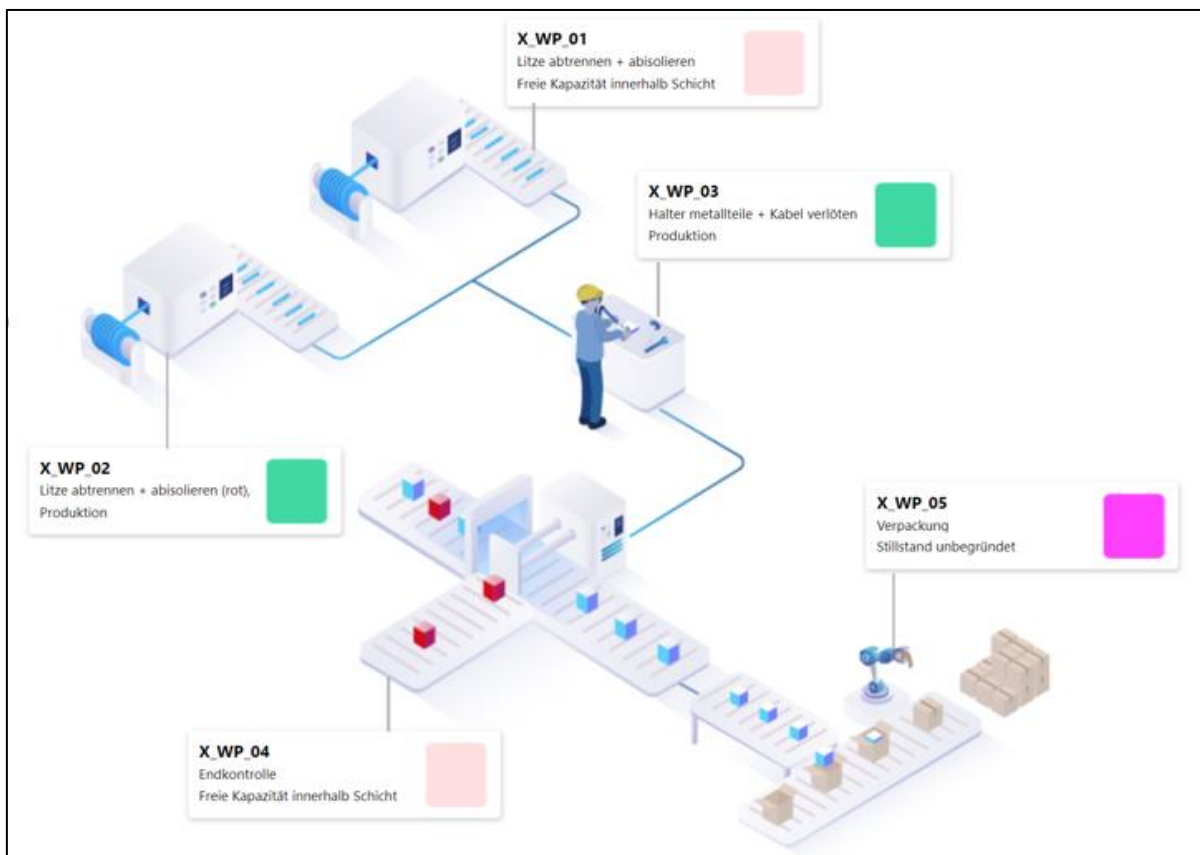 X_WP_01
Litze abtrennen + abisolieren
Freie Kapazität innerhalb Schicht
X_WP_03
Halter metallteile + Kabel verlöten
Produktion
X_WP_02
Litze abtrennen + abisolieren (rot),
Produktion
X_WP_05
Verpackung
Stillstand unbegründet
X_WP_04
Endkontrolle
Freie Kapazität innerhalb Schicht